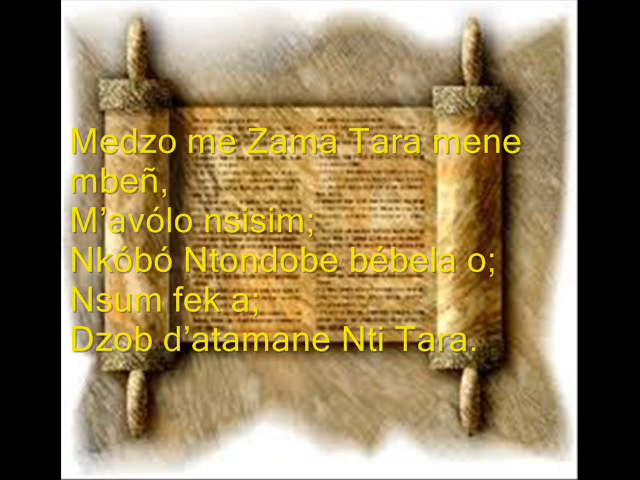 Medzo me Zama Tara mene
mbeñ,
M'avólo nsisim;
Nkóbó Ntondobe bébela o;
Nsum fek a;
Dzob d'atamane Nti Tara.